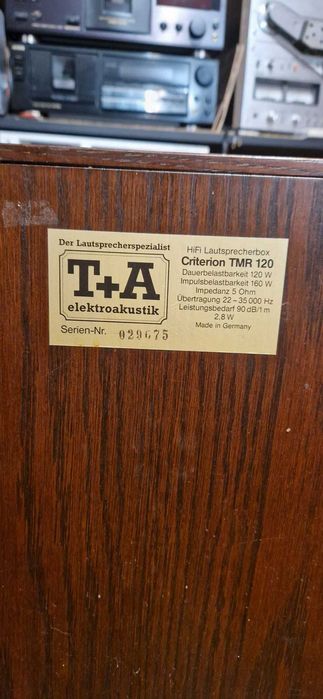 Der Lautsprecherspezialist
T+A
elektroakustik
Serien-Nr. 029675
HiFi Lautsprecherbox
Criterion TMR 120
Dauerbelastbarkeit 120 W
Impulsbelastbarkeit 160 W
Impedanz 5 Ohm
Übertragung 22 – 35 000 Hz
Leistungsbedarf 90 dB/1 m
2,8 W
Made in Germany